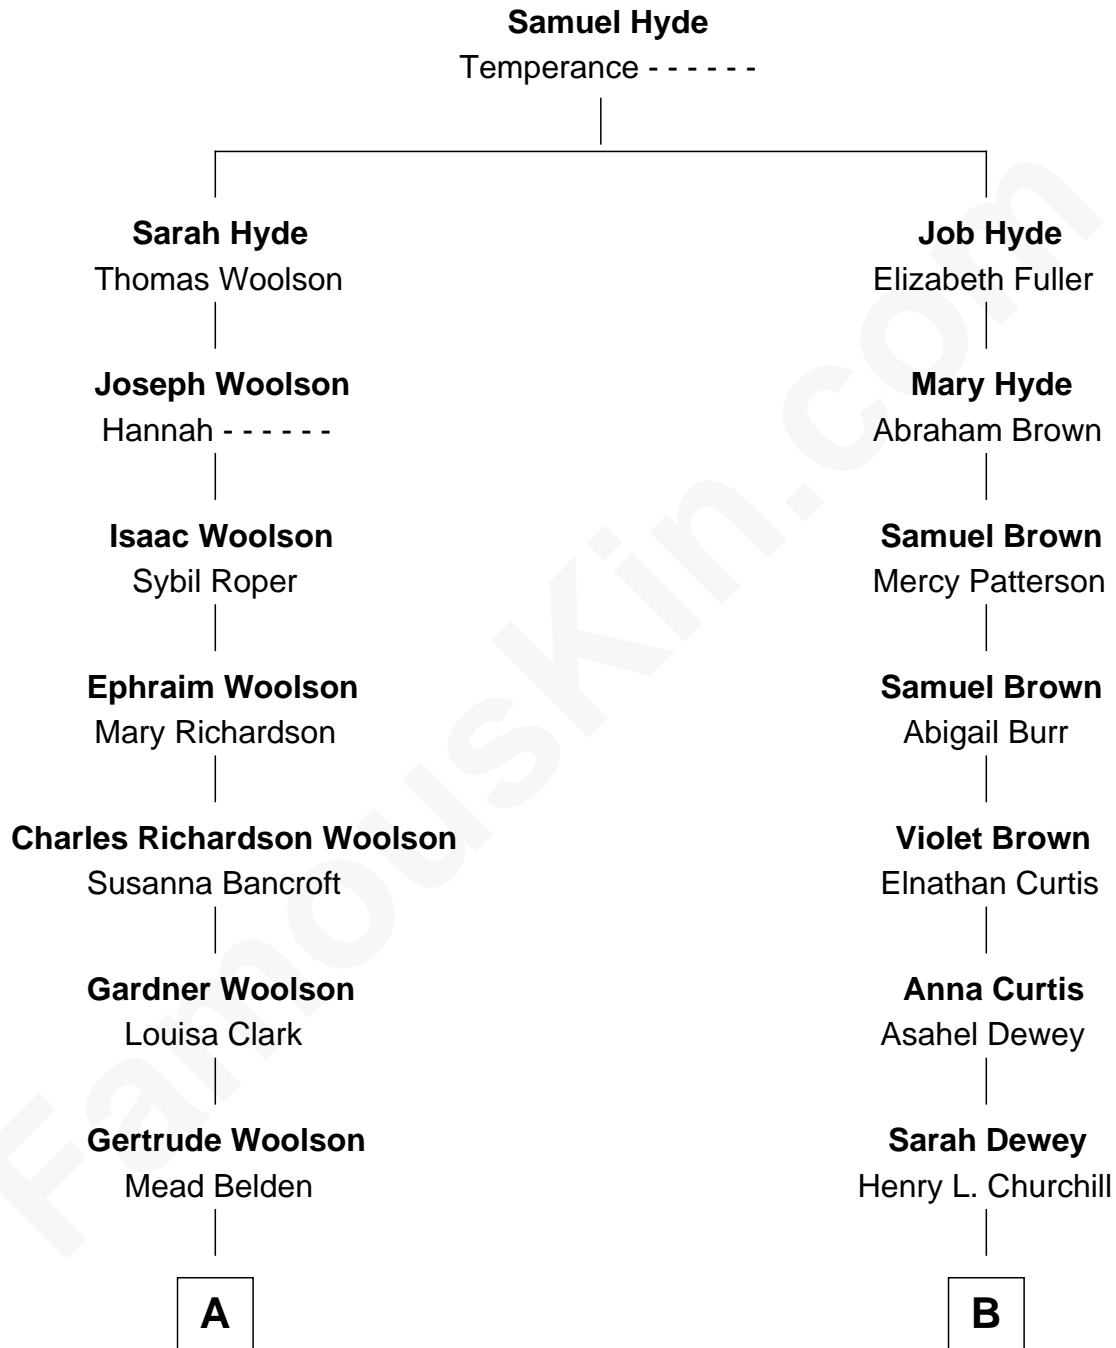 Samuel Hyde
Temperance - - - - - -
Sarah Hyde
Thomas Woolson
Job Hyde
Elizabeth Fuller
Joseph Woolson
Hannah - - - - - -
Mary Hyde
Abraham Brown
Isaac Woolson
Sybil Roper
Samuel Brown
Mercy Patterson
Ephraim Woolson
Mary Richardson
Samuel Brown
Abigail Burr
Charles Richardson Woolson
Susanna Bancroft
Violet Brown
Elnathan Curtis
Gardner Woolson
Louisa Clark
Anna Curtis
Asahel Dewey
Gertrude Woolson
Mead Belden
Sarah Dewey
Henry L. Churchill
A
B
FamousKin.com